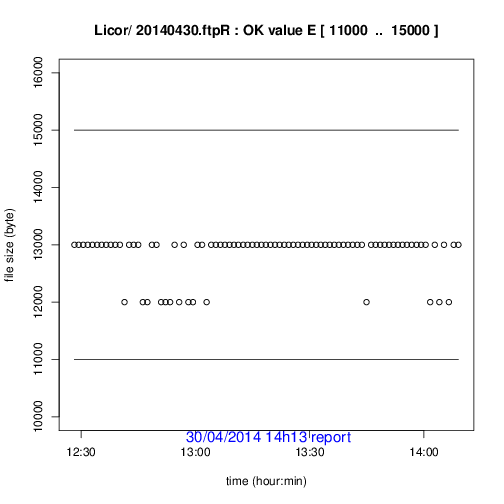 Licor/ 20140430.ftpR : OK value E [ 11000 .. 15000 ]
file size (byte)
16000
15000
14000
13000
12000
11000
10000
30/04/2014 14h13 report
12:30 13:00 13:30 14:00
time (hour:min)